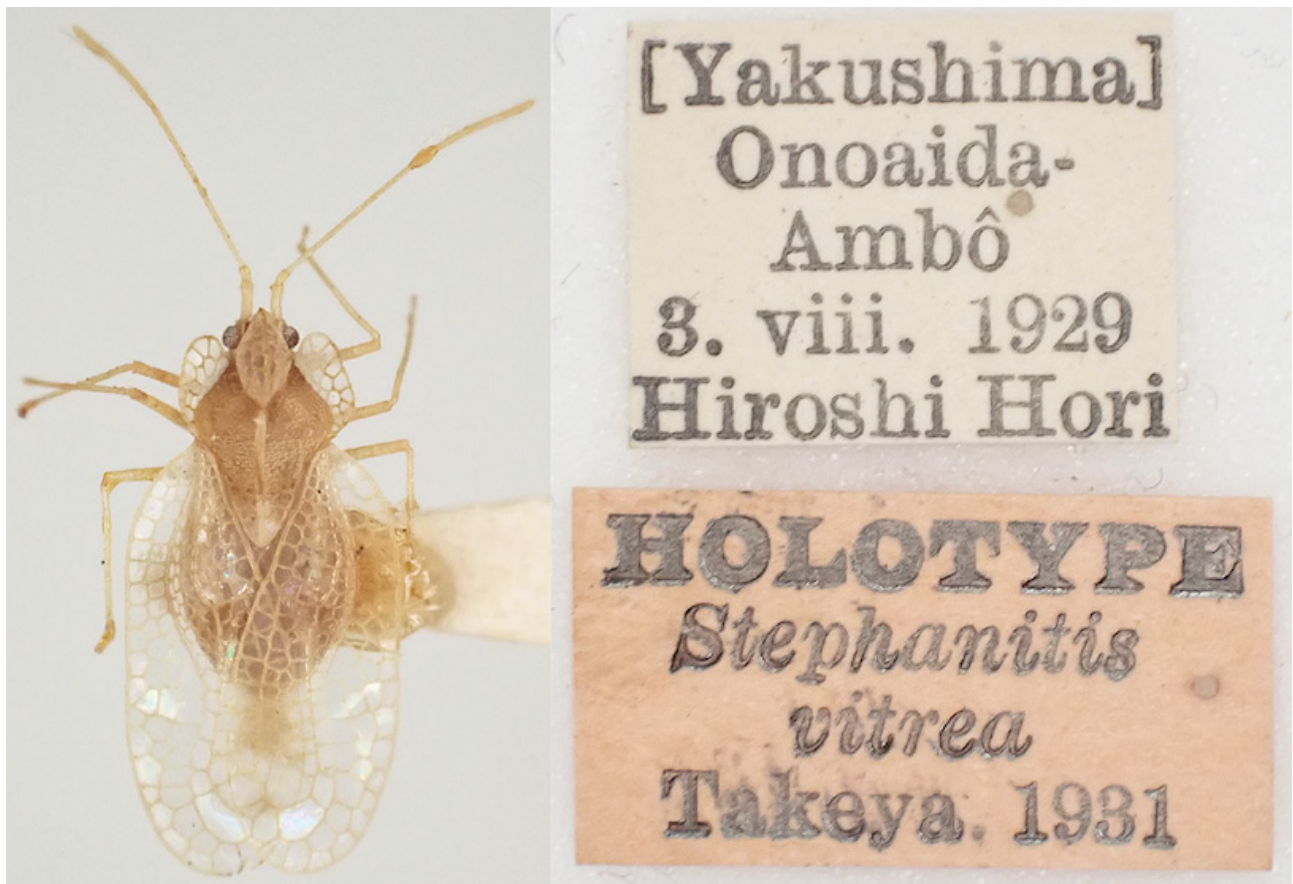 [Yakushima]
Onoaida-
Ambô
3. viii. 1929
Hiroshi Hori
HOLOTYPE
Stephanitis
vitrea
Takeya. 1931